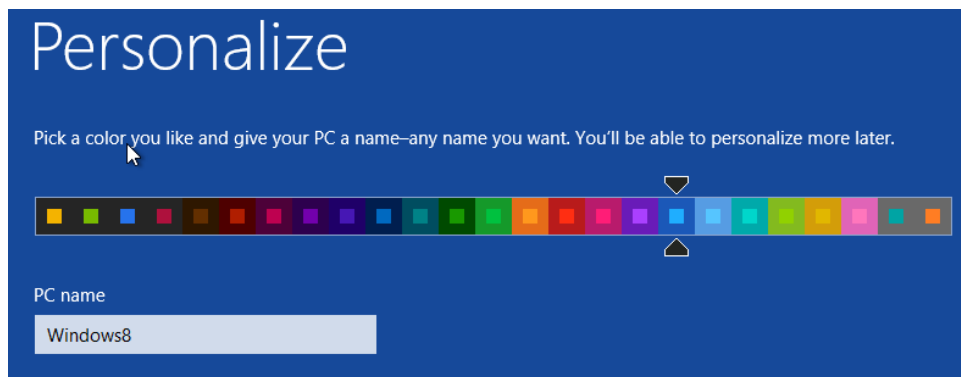 Personalize
Pick a color you like and give your PC a name–any name you want. You'll be able to personalize more later.
PC name
Windows8